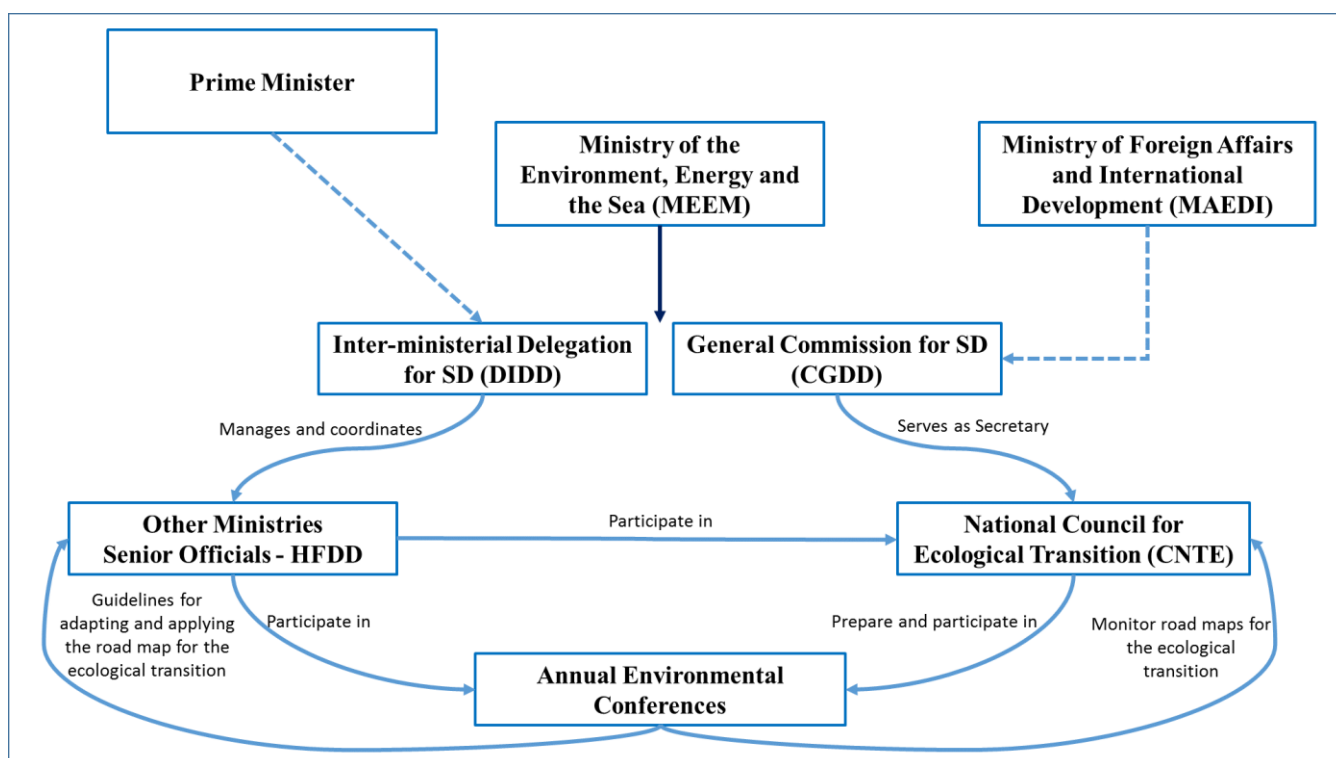 Prime Minister
Ministry of the
Environment, Energy and
the Sea (MEEM)
Ministry of Foreign Affairs
and International
Development (MAEDI)
Inter-ministerial Delegation
for SD (DIDD)
General Commission for SD
(CGDD)
Manages and coordinates
Serves as Secretary
Other Ministries
Senior Officials - HFDD
Participate in
National Council for
Ecological Transition (CNTE)
Guidelines for
adapting and applying
the road map for the
ecological transition
Participate in
Prepare and participate in
Monitor road maps for
the ecological
transition
Annual Environmental
Conferences